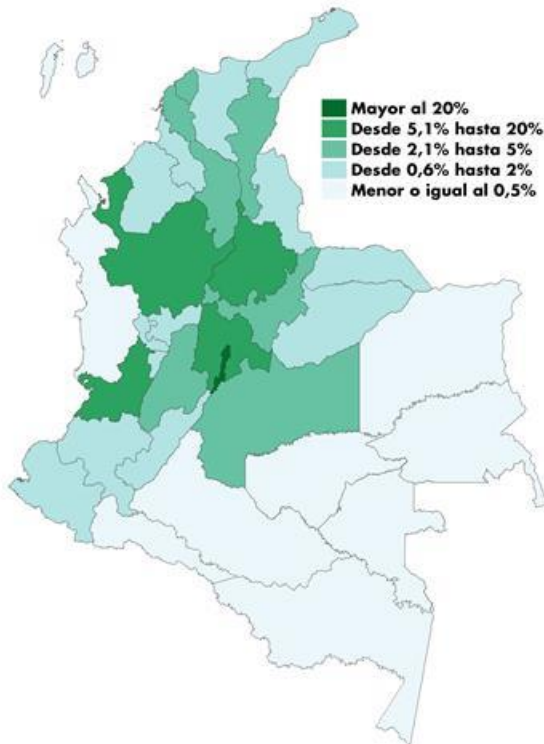 Mayor al 20%
Desde 5,1% hasta 20%
Desde 2,1% hasta 5%
Desde 0,6% hasta 2%
Menor o igual al 0,5%